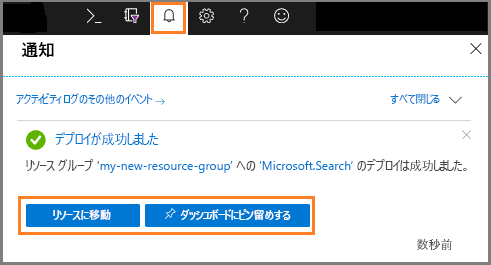 通知
アクティビティ ログのその他のイベント →
すべて閉じる
デプロイが成功しました
リソース グループ 'my-new-resource-group' への 'Microsoft.Search' のデプロイは成功しました。
リソースに移動
ダッシュボードにピン留めする
数秒前